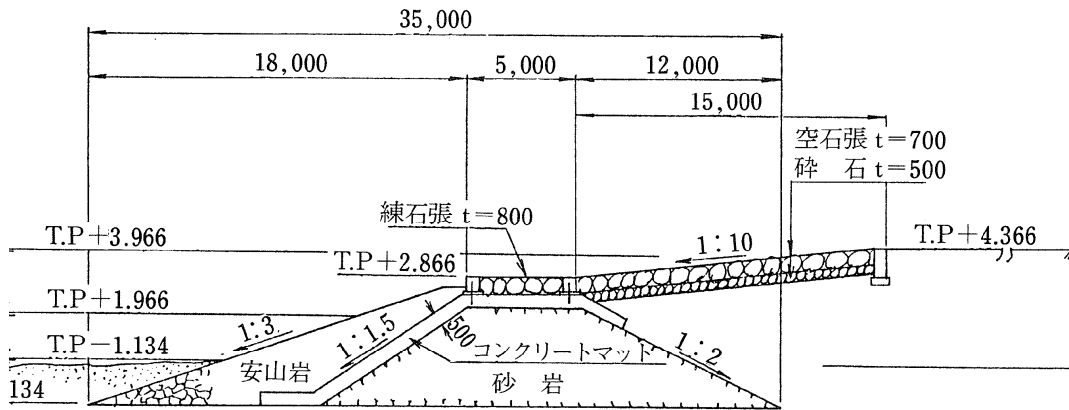 35,000
18,000
5,000
12,000
15,000
空石張 t=700
砕 石 t=500
練石張 t=800
T.P+3.966
1:10
T.P+4.366
T.P+2.866
T.P+1.966
1:3
1:1.5
500
コンクリートマット
1:2
T.P-1.134
安山岩
砂 岩
134